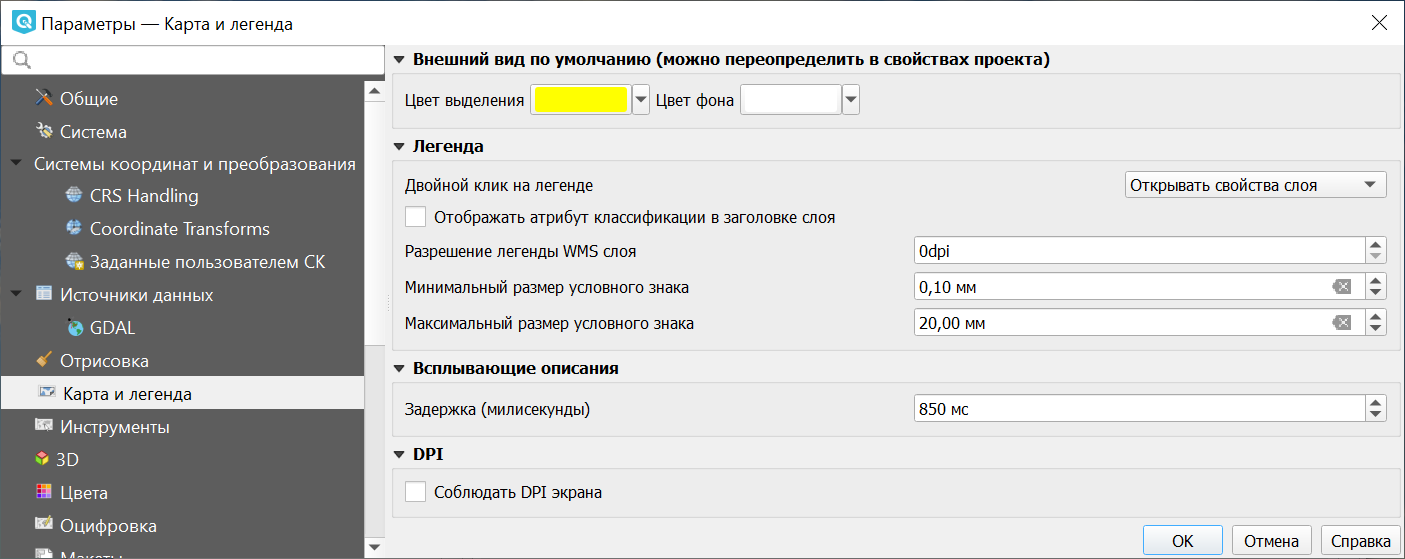 Параметры — Карта и легенда
Общие
Система
Системы координат и преобразования
CRS Handling
Coordinate Transforms
Заданные пользователем СК
Источники данных
GDAL
Отрисовка
Карта и легенда
Инструменты
3D
Цвета
Оцифровка
Макеты
Внешний вид по умолчанию (можно переопределить в свойствах проекта)
Цвет выделения Цвет фона
Легенда
Двойной клик на легенде Открывать свойства слоя
Отображать атрибут классификации в заголовке слоя
Разрешение легенды WMS слоя 0dpi
Минимальный размер условного знака 0,10 мм
Максимальный размер условного знака 20,00 мм
Всплывающие описания
Задержка (милисекунды) 850 мс
DPI
Соблюдать DPI экрана
OK Отмена Справка